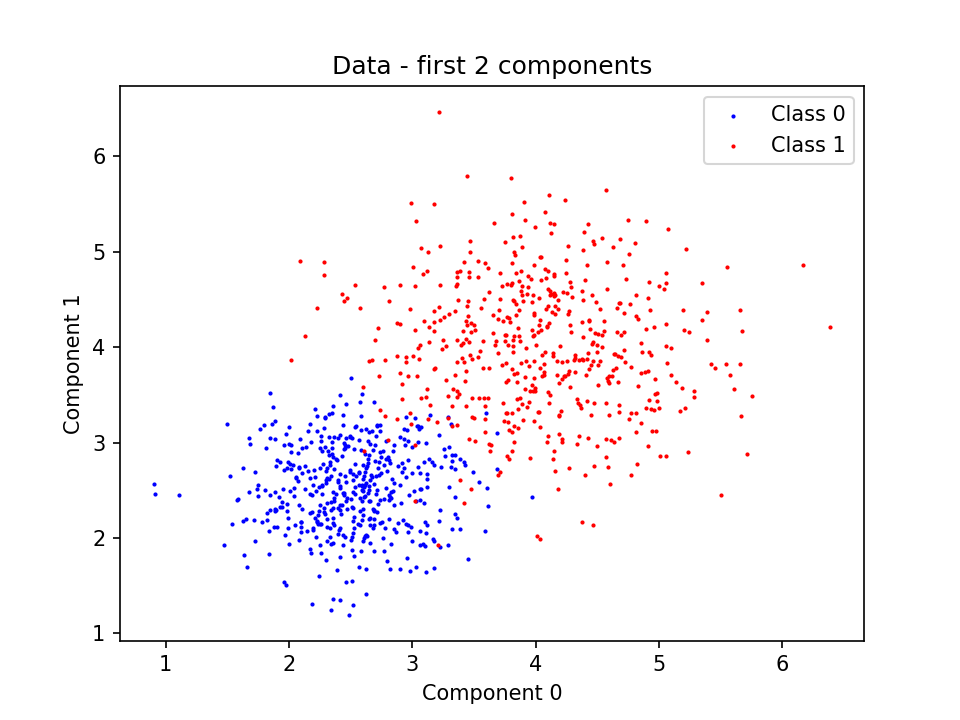 Data - first 2 components
Class 0
Class 1
6
5
4
3
2
1
Component 1
1 2 3 4 5 6
Component 0